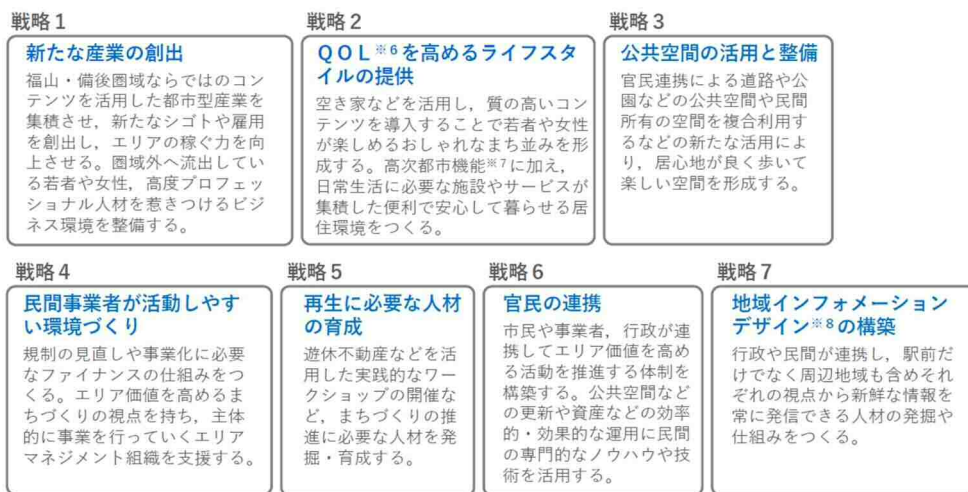 戦略1
新たな産業の創出
福山・備後圏域ならではのコン
テンツを活用した都市型産業を
集積させ，新たなシゴトや雇用
を創出し，エリアの稼ぐ力を向
上させる。圏域外へ流出してい
る若者や女性，高度プロフェッ
ショナル人材を惹きつけるビジ
ネス環境を整備する。
戦略2
ＱＯＬ※6を高めるライフスタ
イルの提供
空き家などを活用し，質の高いコン
テンツを導入することで若者や女性
が楽しめるおしゃれなまち並みを形
成する。高次都市機能※7に加え，
日常生活に必要な施設やサービスが
集積した便利で安心して暮らせる居
住環境をつくる。
戦略3
公共空間の活用と整備
官民連携による道路や公
園などの公共空間や民間
所有の空間を複合利用す
るなどの新たな活用によ
り，居心地が良く歩いて
楽しい空間を形成する。
戦略4
民間事業者が活動しやす
い環境づくり
規制の見直しや事業化に必要
なファイナンスの仕組みをつ
くる。エリア価値を高めるま
ちづくりの視点を持ち，主体
的に事業を行っていくエリア
マネジメント組織を支援する。
戦略5
再生に必要な人材
の育成
遊休不動産などを活
用した実践的なワー
クショップの開催な
ど，まちづくりの推
進に必要な人材を発
掘・育成する。
戦略6
官民の連携
市民や事業者，行政が連
携してエリア価値を高め
る活動を推進する体制を
構築する。公共空間など
の更新や資産などの効率
的・効果的な運用に民間
の専門的なノウハウや技
術を活用する。
戦略7
地域インフォメーション
デザイン※8の構築
行政や民間が連携し，駅前
だけでなく周辺地域も含めそれ
ぞれの視点から新鮮な情報を
常に発信できる人材の発掘や
仕組みをつくる。